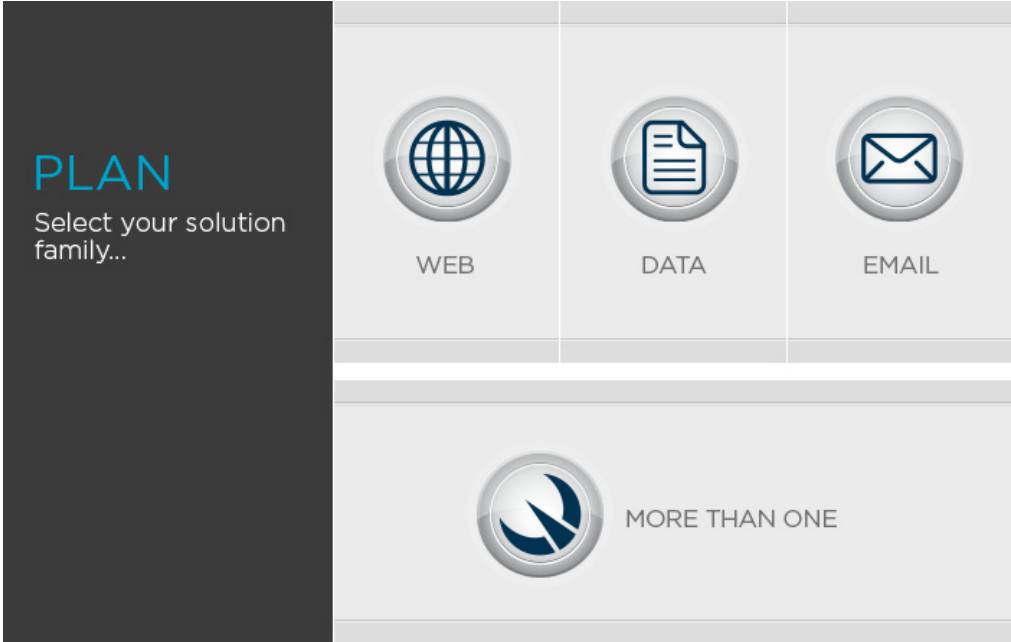 PLAN
Select your solution
family...
WEB
DATA
EMAIL
MORE THAN ONE